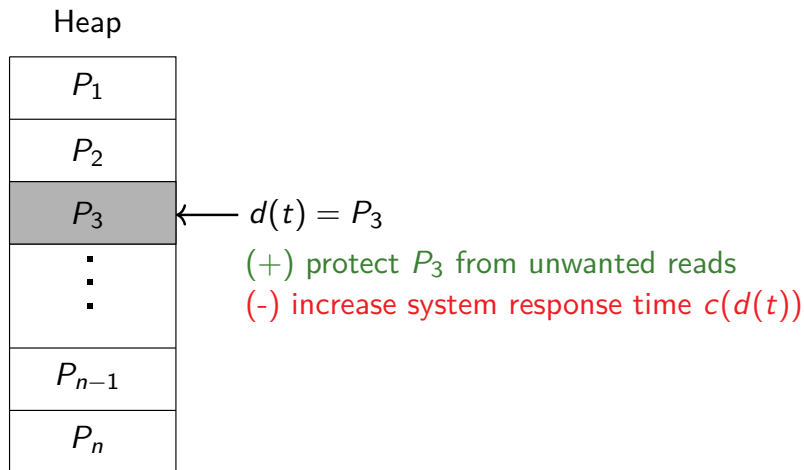 Heap
P₁
P₂
P₃
d(t) = P₃
(+) protect P₃ from unwanted reads
(-) increase system response time c(d(t))
Pₙ₋₁
Pₙ